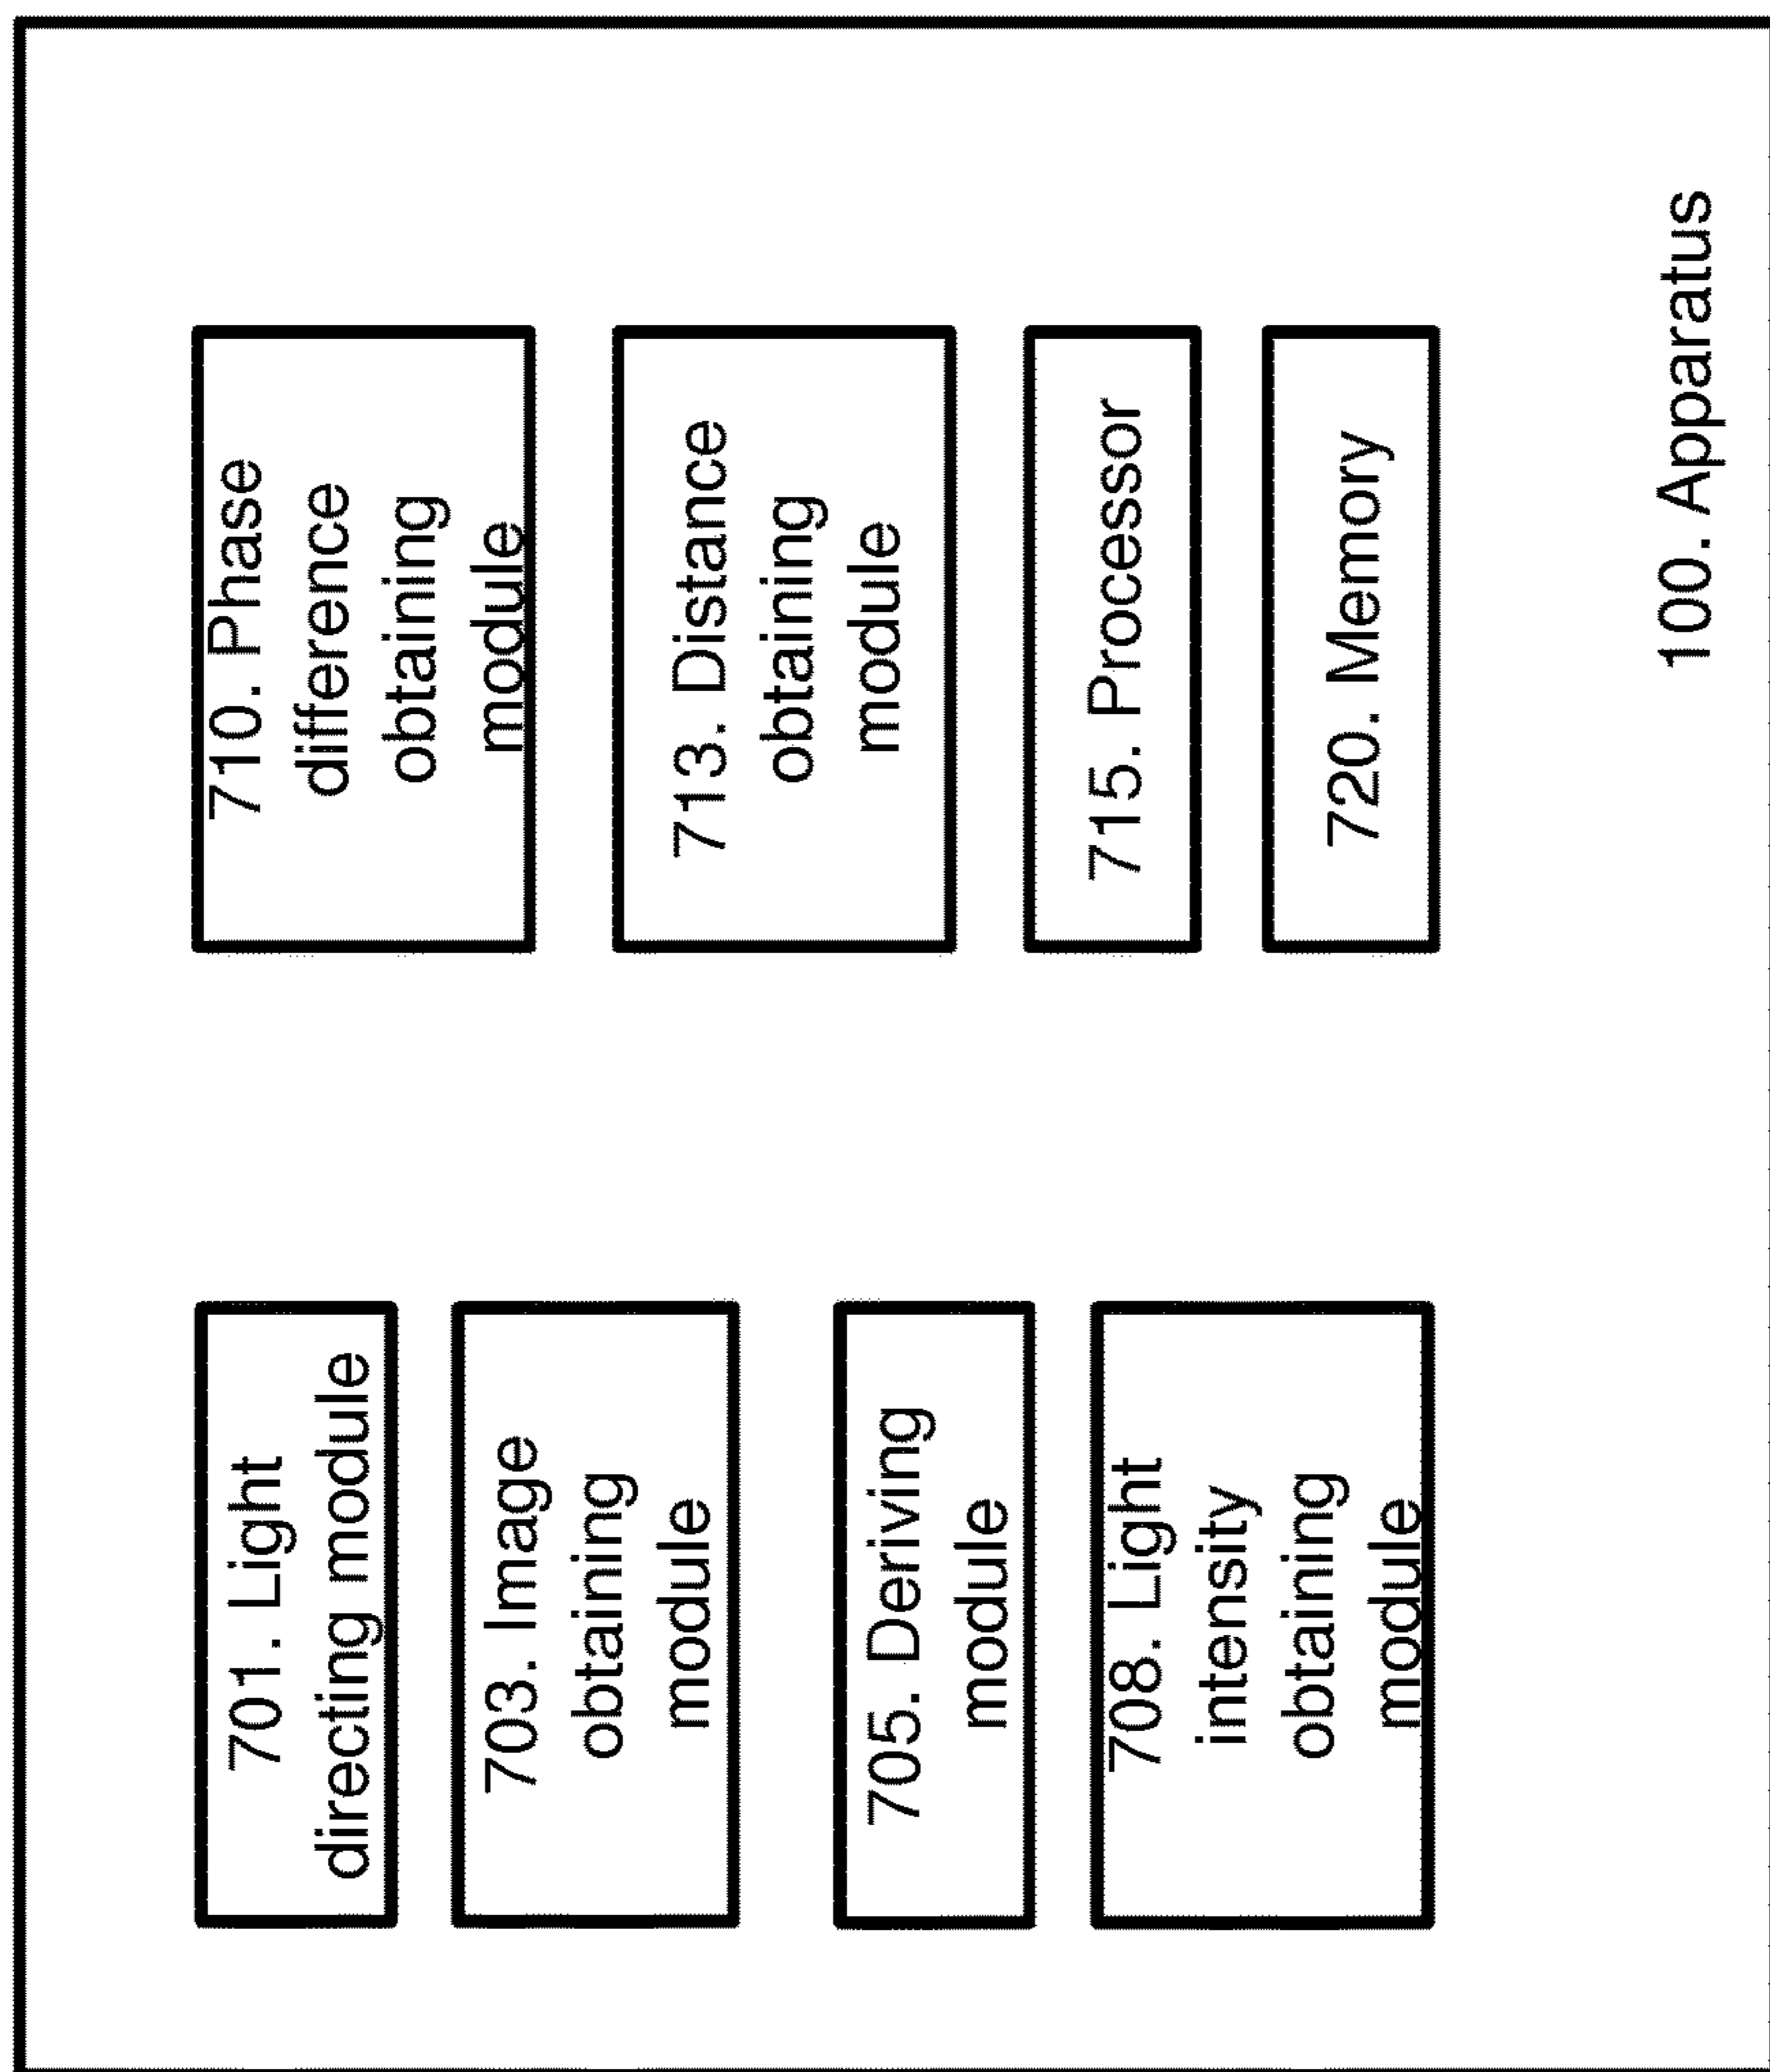 701. Light
directing module
703. Image
obtaining
module
705. Deriving
module
708. Light
intensity
obtaining
module
710. Phase
difference
obtaining
module
713. Distance
obtaining
module
715. Processor
720. Memory
100. Apparatus